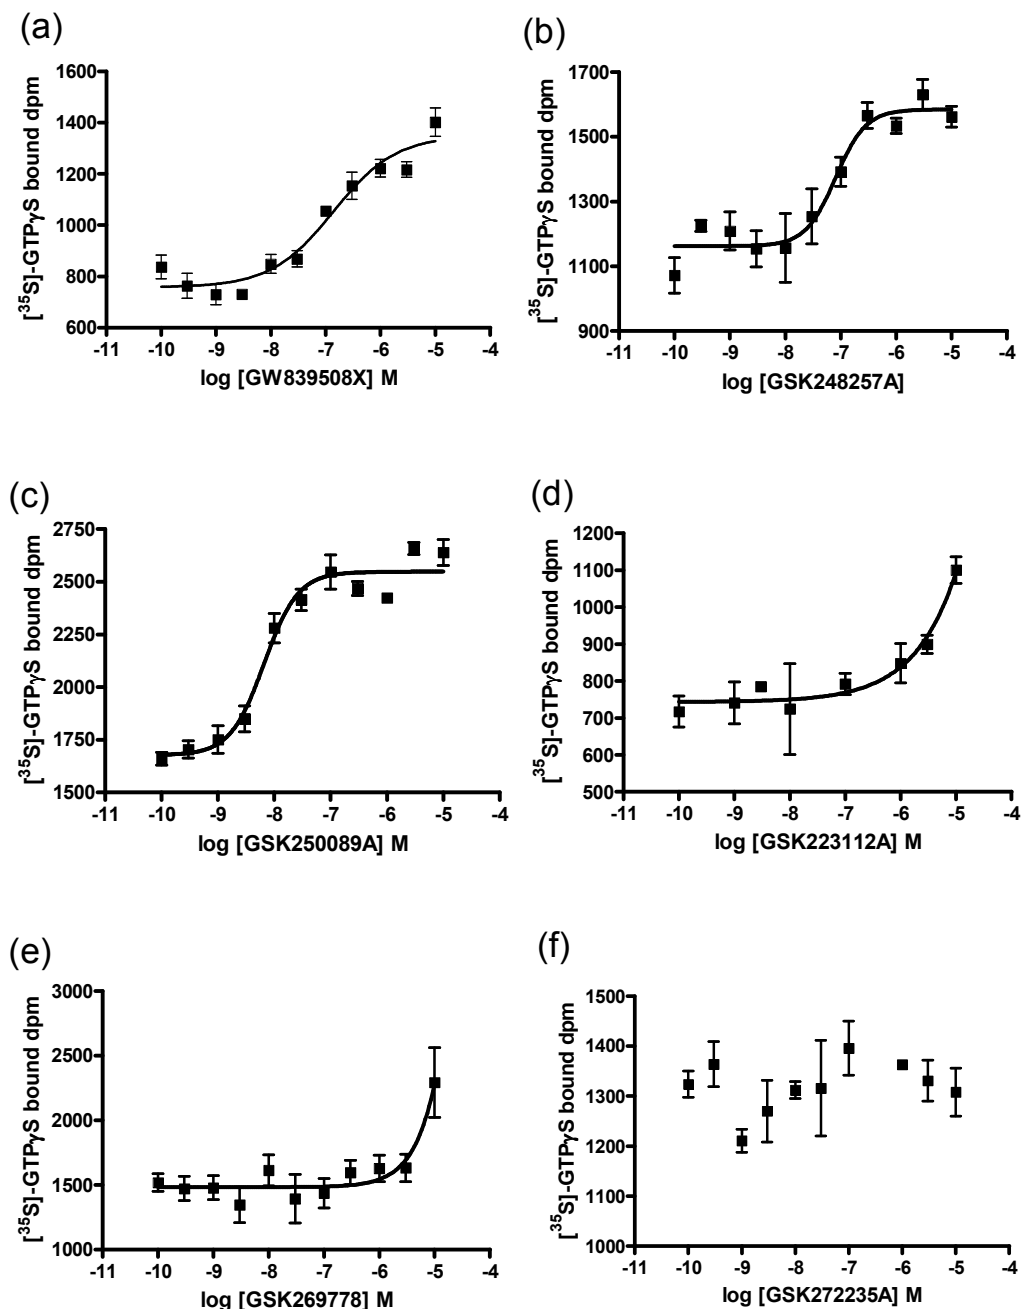 (a)
[³⁵S]-GTPγS bound dpm
1600
1400
1200
1000
800
600
-11 -10 -9 -8 -7 -6 -5 -4
log [GW839508X] M
(b)
[³⁵S]-GTPγS bound dpm
1700
1500
1300
1100
900
-11 -10 -9 -8 -7 -6 -5 -4
log [GSK248257A]
(c)
[³⁵S]-GTPγS bound dpm
2750
2500
2250
2000
1750
1500
-11 -10 -9 -8 -7 -6 -5 -4
log [GSK250089A] M
(d)
[³⁵S]-GTPγS bound dpm
1200
1100
1000
900
800
700
600
500
-11 -10 -9 -8 -7 -6 -5 -4
log [GSK223112A] M
(e)
[³⁵S]-GTPγS bound dpm
3000
2500
2000
1500
1000
-11 -10 -9 -8 -7 -6 -5 -4
log [GSK269778] M
(f)
[³⁵S]-GTPγS bound dpm
1500
1400
1300
1200
1100
1000
-11 -10 -9 -8 -7 -6 -5 -4
log [GSK272235A] M